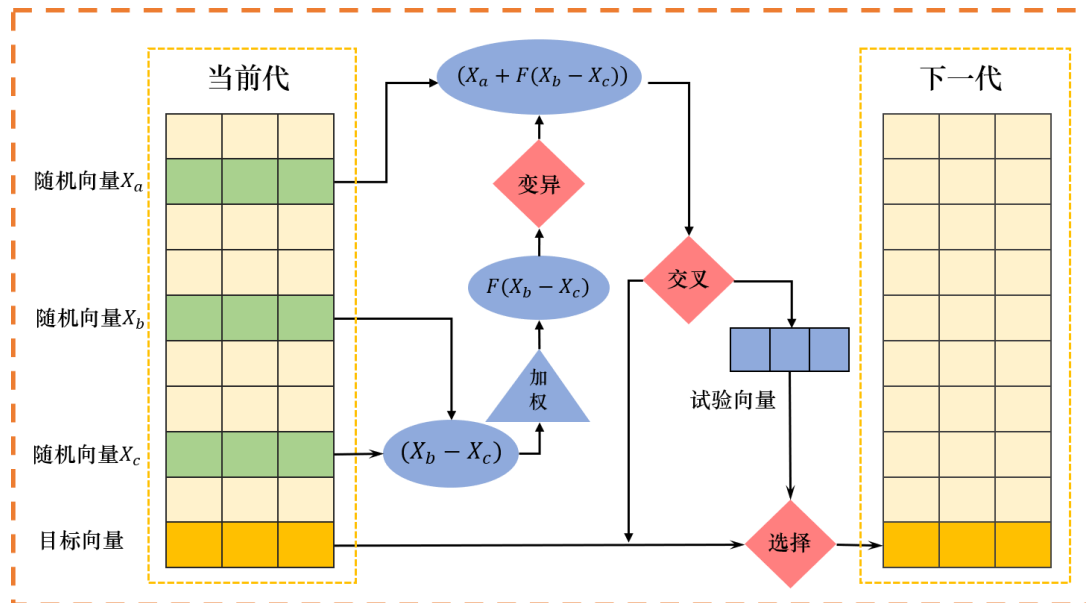 当前代
下一代
(X_a + F(X_b − X_c))
随机向量X_a
变异
交叉
F(X_b − X_c)
随机向量X_b
加
权
试验向量
随机向量X_c
(X_b − X_c)
目标向量
选择